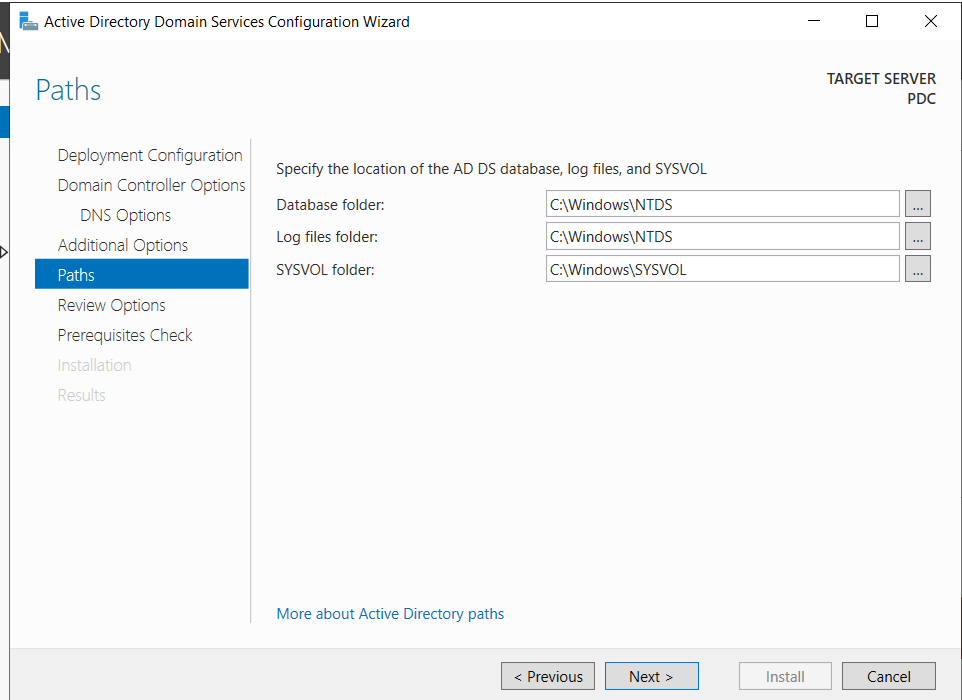 Active Directory Domain Services Configuration Wizard
Paths
TARGET SERVER
PDC
Deployment Configuration
Domain Controller Options
DNS Options
Additional Options
Paths
Review Options
Prerequisites Check
Installation
Results
Specify the location of the AD DS database, log files, and SYSVOL
Database folder: C:\Windows\NTDS ...
Log files folder: C:\Windows\NTDS ...
SYSVOL folder: C:\Windows\SYSVOL ...
More about Active Directory paths
< Previous Next > Install Cancel